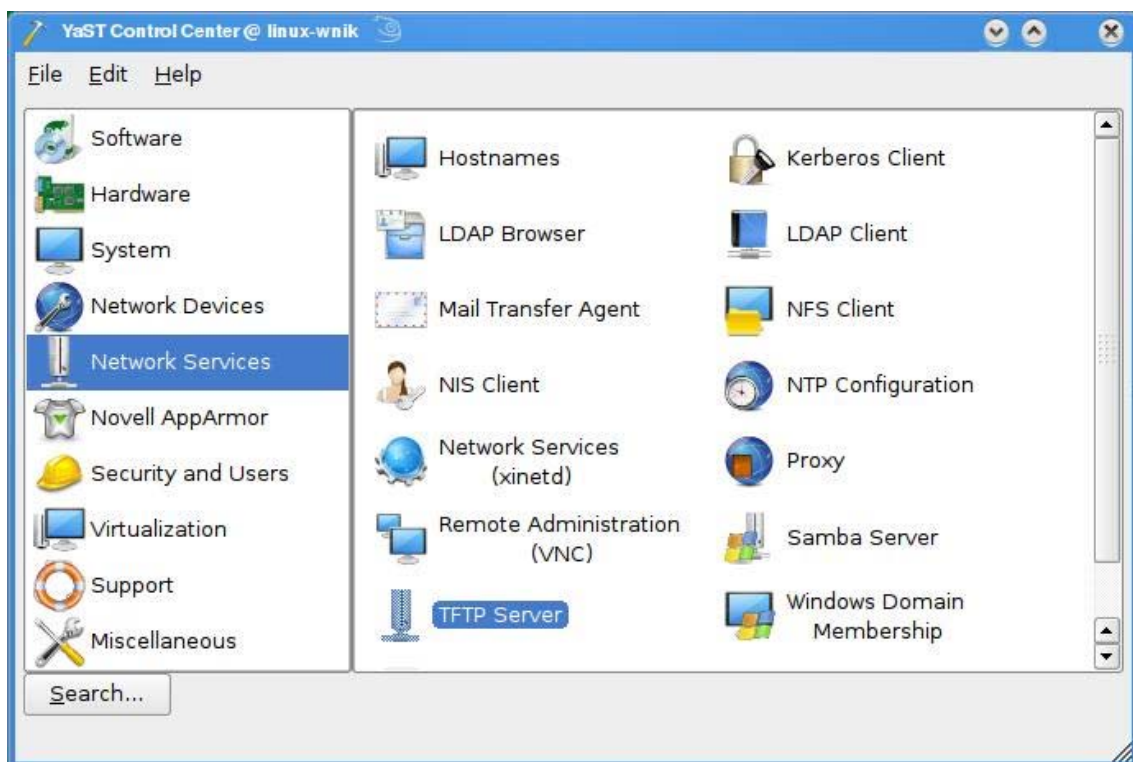 YaST Control Center @ linux-wnik
File Edit Help
Software
Hardware
System
Network Devices
Network Services
Novell AppArmor
Security and Users
Virtualization
Support
Miscellaneous
Hostnames
Kerberos Client
LDAP Browser
LDAP Client
Mail Transfer Agent
NFS Client
NIS Client
NTP Configuration
Network Services
(xinetd)
Proxy
Remote Administration
(VNC)
Samba Server
TFTP Server
Windows Domain
Membership
Search...